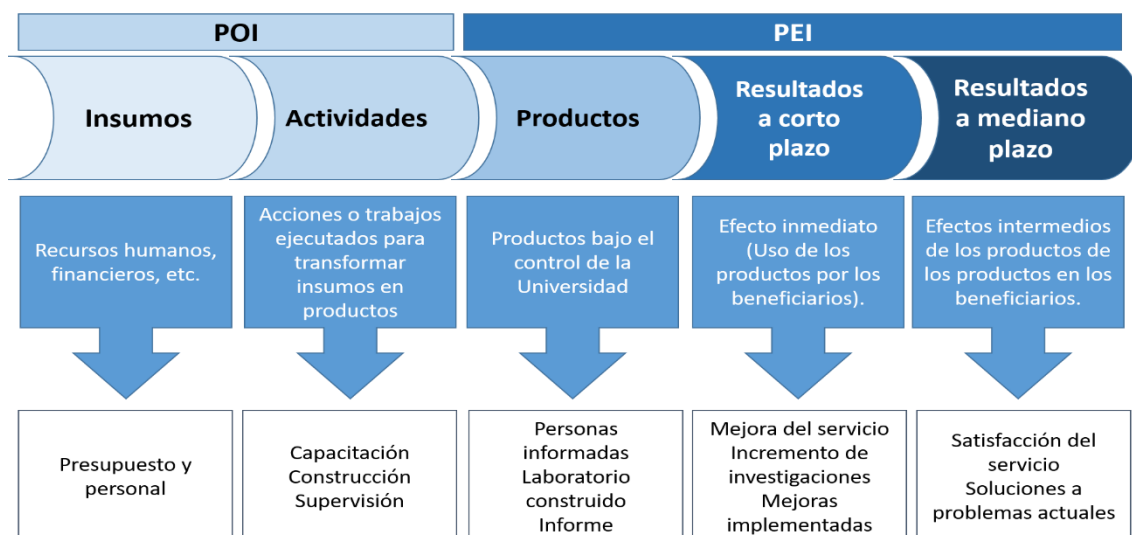 POI
PEI
Insumos
Actividades
Productos
Resultados
a corto
plazo
Resultados
a mediano
plazo
Recursos humanos,
financieros, etc.
Acciones o trabajos
ejecutados para
transformar
insumos en
productos
Productos bajo el
control de la
Universidad
Efecto inmediato
(Uso de los
productos por los
beneficiarios).
Efectos intermedios
de los productos de
los productos en los
beneficiarios.
Presupuesto y
personal
Capacitación
Construcción
Supervisión
Personas
informadas
Laboratorio
construido
Informe
Mejora del servicio
Incremento de
investigaciones
Mejoras
implementadas
Satisfacción del
servicio
Soluciones a
problemas actuales